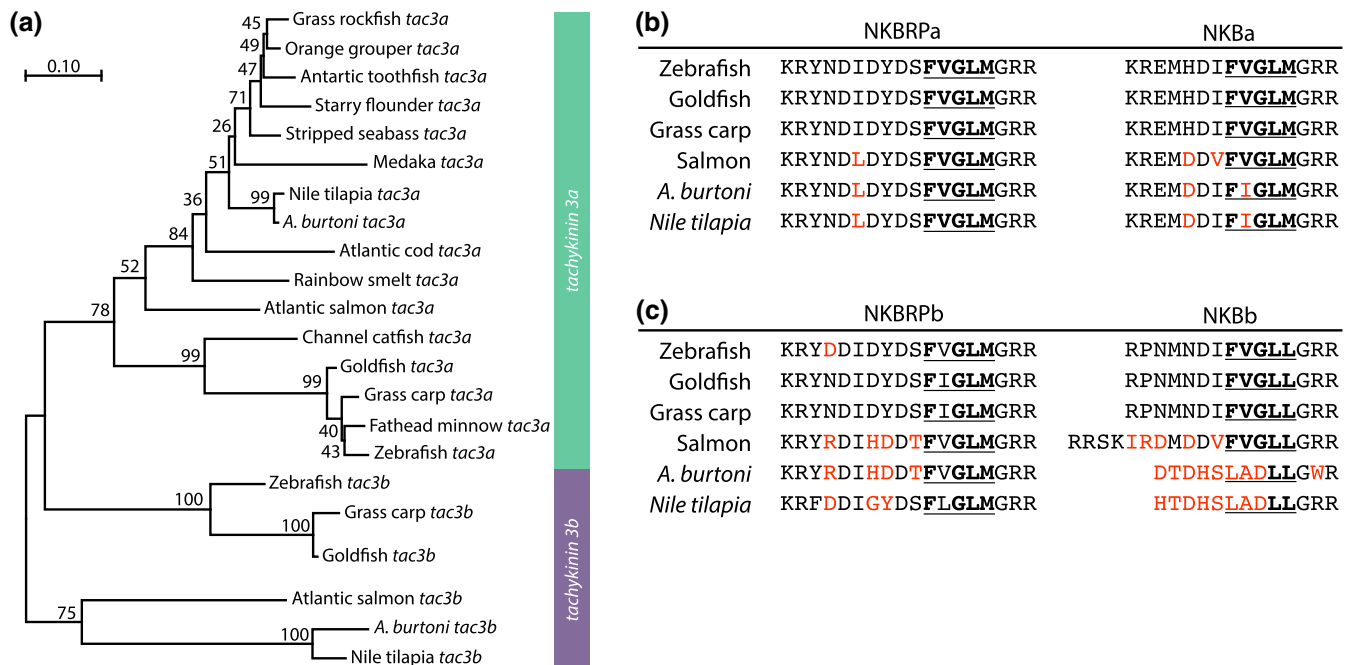 (a)
0.10
Grass rockfish tac3a
Orange grouper tac3a
Antartic toothfish tac3a
Starry flounder tac3a
Stripped seabass tac3a
Medaka tac3a
Nile tilapia tac3a
A. burtoni tac3a
Atlantic cod tac3a
Rainbow smelt tac3a
Atlantic salmon tac3a
Channel catfish tac3a
Goldfish tac3a
Grass carp tac3a
Fathead minnow tac3a
Zebrafish tac3a
Zebrafish tac3b
Grass carp tac3b
Goldfish tac3b
Atlantic salmon tac3b
A. burtoni tac3b
Nile tilapia tac3b
45
49
47
71
26
51
99
36
84
52
78
99
99
40
43
100
100
75
100
tachykinin 3a
tachykinin 3b
(b)
NKBRPa NKBa
Zebrafish KRYNDIDYDSFVGLMGRR KREMHDIFVGLMGRR
Goldfish KRYNDIDYDSFVGLMGRR KREMHDIFVGLMGRR
Grass carp KRYNDIDYDSFVGLMGRR KREMHDIFVGLMGRR
Salmon KRYNDLDYDSFVGLMGRR KREMDDVFVGLMGRR
A. burtoni KRYNDLDYDSFVGLMGRR KREMDDIFIGLMGRR
Nile tilapia KRYNDLDYDSFVGLMGRR KREMDDIFIGLMGRR
(c)
NKBRPb NKBb
Zebrafish KRYDDIDYDSFVGLMGRR RPNMNDIFVGLLGRR
Goldfish KRYNDIDYDSFIGLMGRR RPNMNDIFVGLLGRR
Grass carp KRYNDIDYDSFIGLMGRR RPNMNDIFVGLLGRR
Salmon KRYRDIHDDTFVGLMGRR RRSKIRDMDDVFVGLLGRR
A. burtoni KRYRDIHDDTFVGLMGRR DTDHSLADLLGWR
Nile tilapia KRFDDIGYDSFLGLMGRR HTDHSLADLLGRR